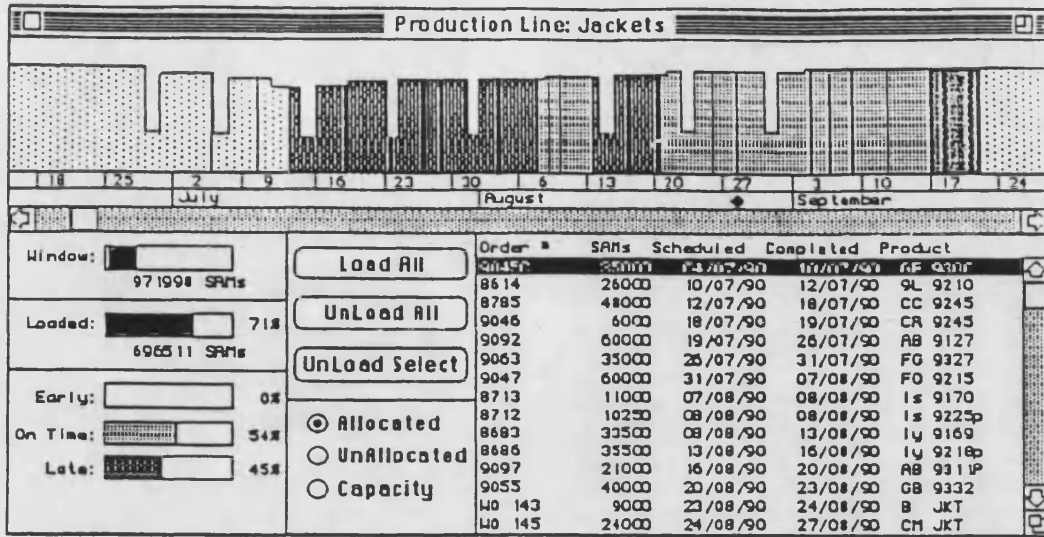 Production Line: Jackets
18 25 2 9 16 23 30 6 13 20 27 3 10 17 24
July August September
Window:
971998 SAMs
Loaded: 71%
696511 SAMs
Early: 0%
On Time: 54%
Late: 45%
Load All
UnLoad All
UnLoad Select
Allocated
UnAllocated
Capacity
Order # SAMs Scheduled Completed Product
8614 26000 10/07/90 12/07/90 9L 9210
8785 48000 12/07/90 18/07/90 CC 9245
9046 6000 18/07/90 19/07/90 CR 9245
9092 60000 19/07/90 26/07/90 AB 9127
9063 35000 26/07/90 31/07/90 FG 9327
9047 60000 31/07/90 07/08/90 FO 9215
8713 11000 07/08/90 08/08/90 Is 9170
8712 10250 08/08/90 08/08/90 Is 9225p
8683 33500 08/08/90 13/08/90 ly 9169
8686 35500 13/08/90 16/08/90 ly 9218p
9097 21000 16/08/90 20/08/90 AB 9311P
9055 40000 20/08/90 23/08/90 GB 9332
WO 143 9000 23/08/90 24/08/90 B JKT
WO 145 24000 24/08/90 27/08/90 CM JKT